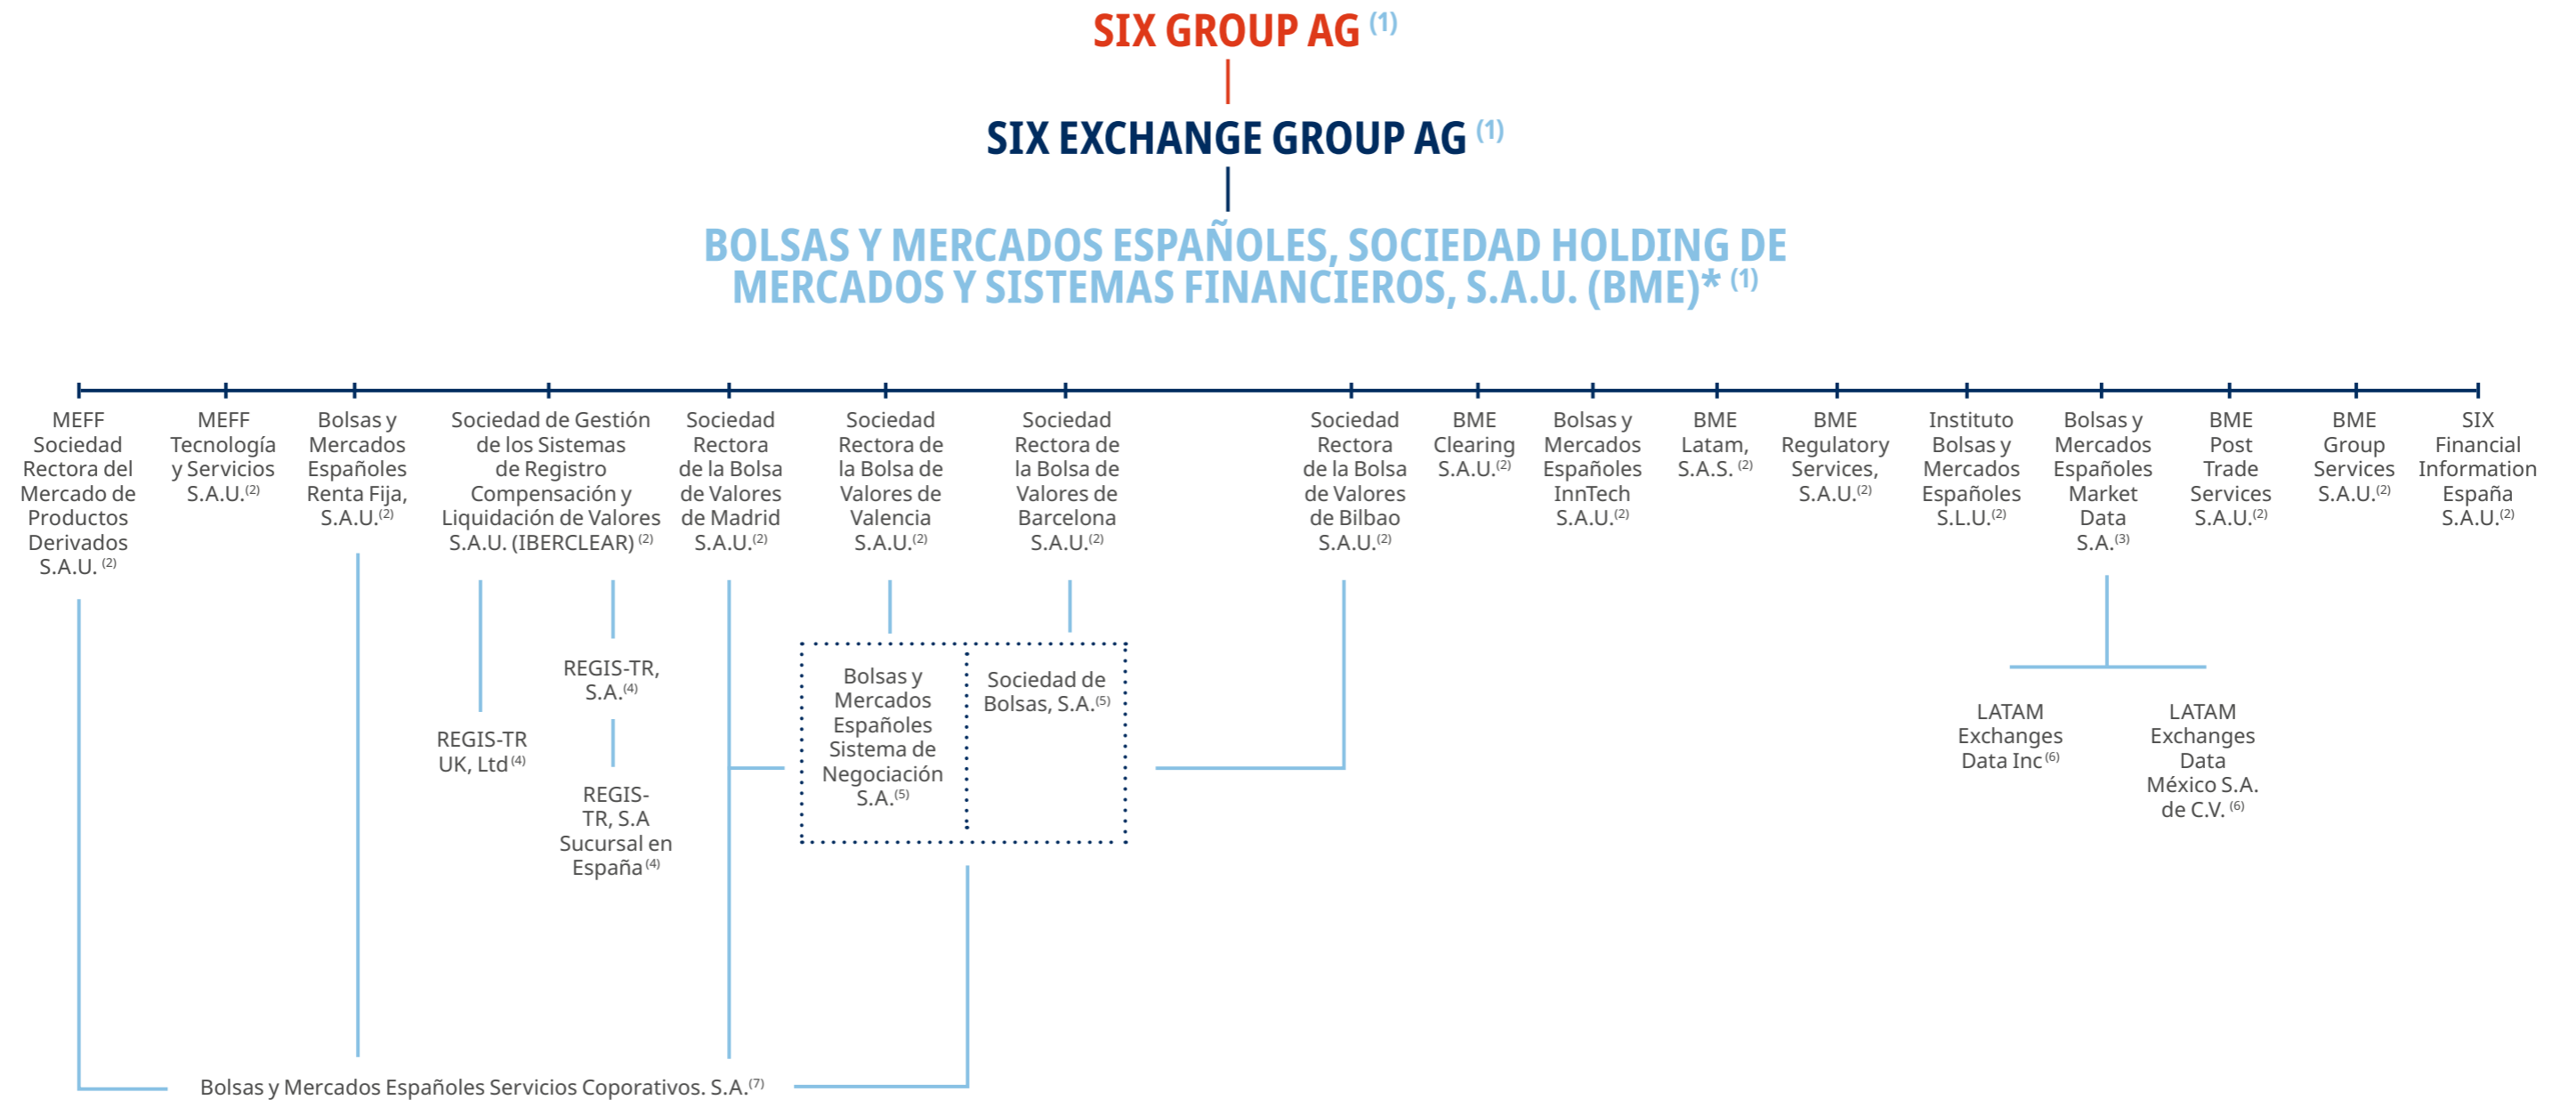 SIX GROUP AG (1)
SIX EXCHANGE GROUP AG (1)
BOLSAS Y MERCADOS ESPAÑOLES, SOCIEDAD HOLDING DE
MERCADOS Y SISTEMAS FINANCIEROS, S.A.U. (BME)* (1)
MEFF
Sociedad
Rectora del
Mercado de
Productos
Derivados
S.A.U. (2)
MEFF
Tecnología
y Servicios
S.A.U.(2)
Bolsas y
Mercados
Españoles
Renta Fija,
S.A.U.(2)
Sociedad de Gestión
de los Sistemas
de Registro
Compensación y
Liquidación de Valores
S.A.U. (IBERCLEAR) (2)
Sociedad
Rectora
de la Bolsa
de Valores
de Madrid
S.A.U.(2)
Sociedad
Rectora de
la Bolsa de
Valores de
Valencia
S.A.U.(2)
Sociedad
Rectora de
la Bolsa de
Valores de
Barcelona
S.A.U.(2)
Sociedad
Rectora
de la Bolsa
de Valores
de Bilbao
S.A.U.(2)
BME
Clearing
S.A.U.(2)
Bolsas y
Mercados
Españoles
InnTech
S.A.U.(2)
BME
Latam,
S.A.S. (2)
BME
Regulatory
Services,
S.A.U.(2)
Instituto
Bolsas y
Mercados
Españoles
S.L.U.(2)
Bolsas y
Mercados
Españoles
Market
Data
S.A.(3)
BME
Post
Trade
Services
S.A.U.(2)
BME
Group
Services
S.A.U.(2)
SIX
Financial
Information
España
S.A.U.(2)
REGIS-TR
UK, Ltd (4)
REGIS-TR,
S.A.(4)
REGIS-
TR, S.A
Sucursal en
España (4)
Bolsas y
Mercados
Españoles
Sistema de
Negociación
S.A.(5)
Sociedad de
Bolsas, S.A.(5)
LATAM
Exchanges
Data Inc (6)
LATAM
Exchanges
Data
México S.A.
de C.V. (6)
Bolsas y Mercados Españoles Servicios Coporativos. S.A.(7)